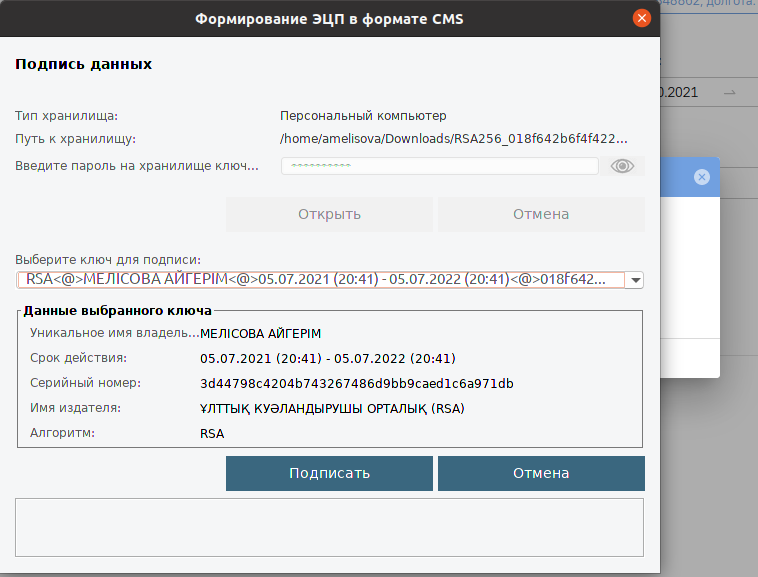 Формирование ЭЦП в формате CMS
долгота:
Подпись данных
0.2021 →
Тип хранилища: Персональный компьютер
Путь к хранилищу: /home/amelisova/Downloads/RSA256_018f642b6f4f422...
Введите пароль на хранилище ключ...
Открыть Отмена
Выберите ключ для подписи:
RSA<@>МЕЛІСОВА АЙГЕРІМ<@>05.07.2021 (20:41) - 05.07.2022 (20:41)<@>018f642...
Данные выбранного ключа
Уникальное имя владель... МЕЛІСОВА АЙГЕРІМ
Срок действия: 05.07.2021 (20:41) - 05.07.2022 (20:41)
Серийный номер: 3d44798c4204b743267486d9bb9caed1c6a971db
Имя издателя: ҰЛТТЫҚ КУӘЛАНДЫРУШЫ ОРТАЛЫҚ (RSA)
Алгоритм: RSA
Подписать Отмена